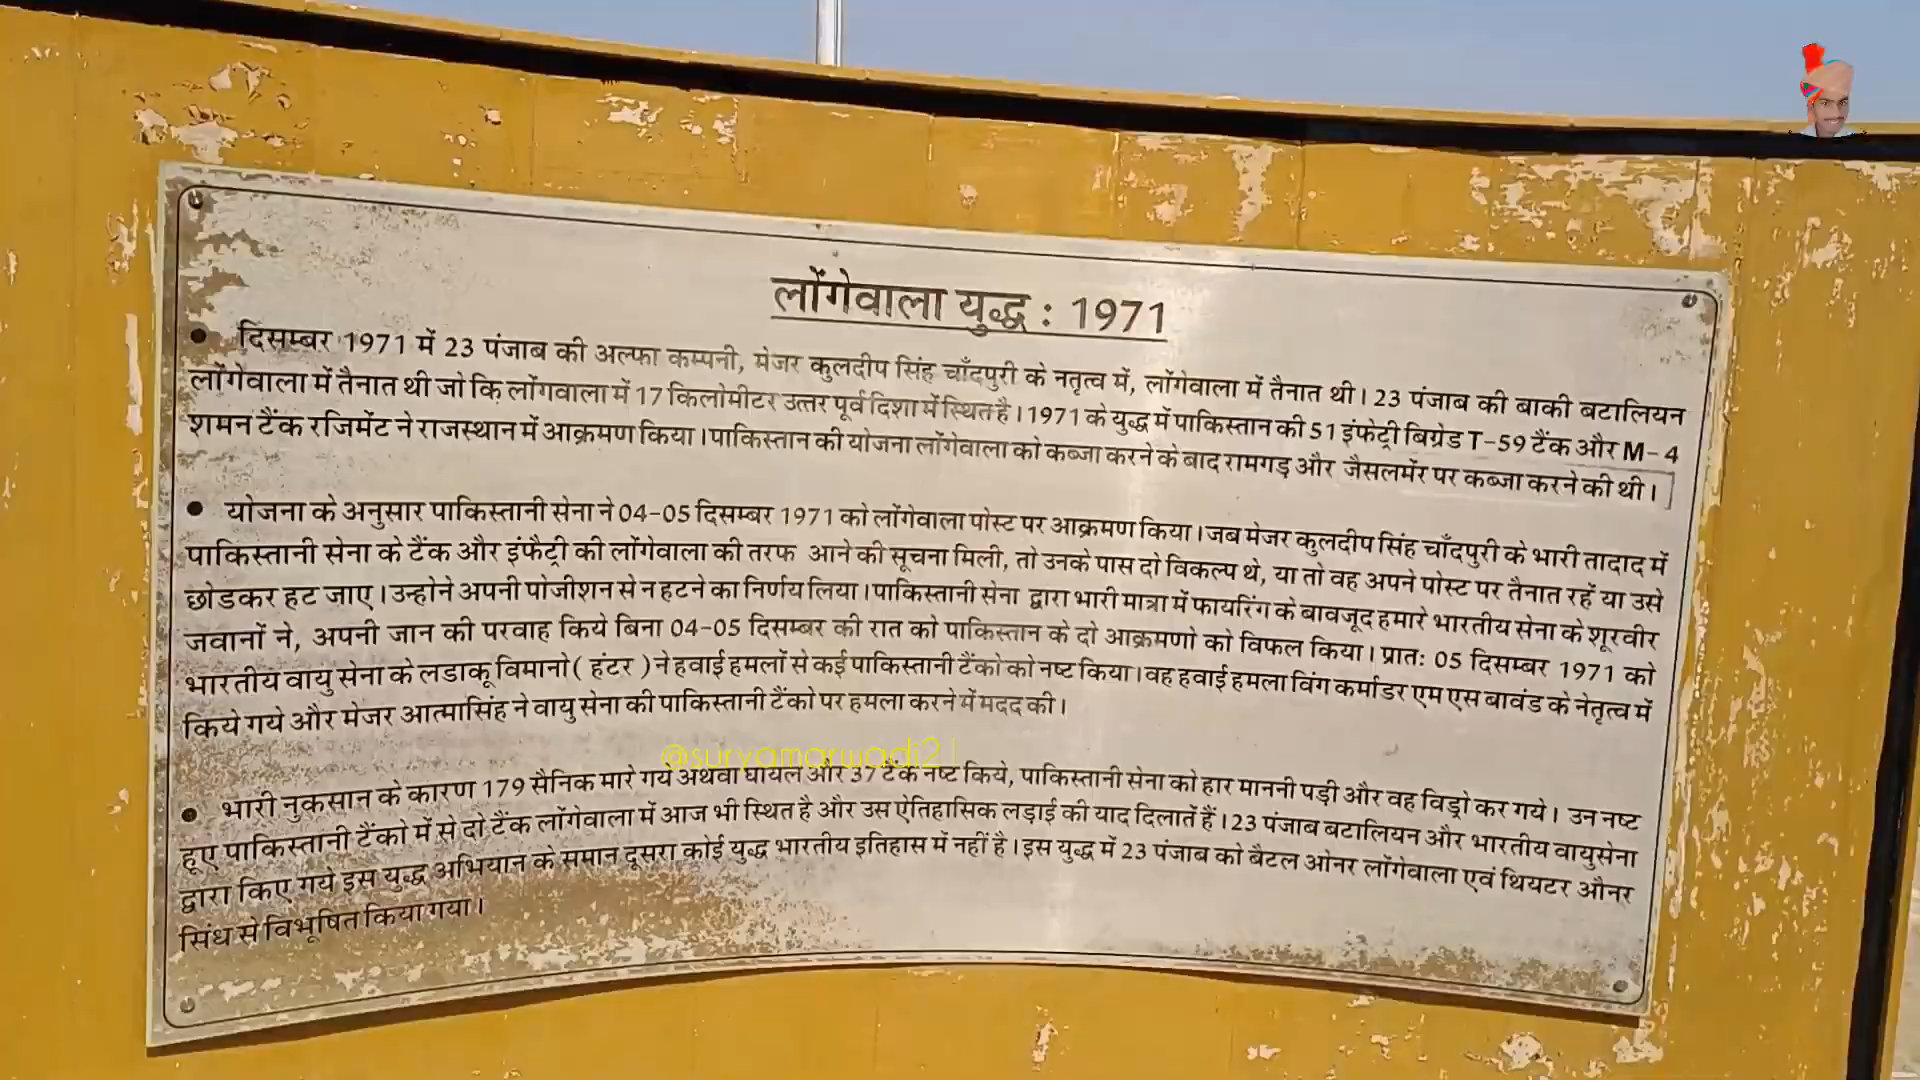 लोंगेवाला युद्ध : 1971
• दिसम्बर 1971 में 23 पंजाब की अल्फा कम्पनी, मेजर कुलदीप सिंह चाँदपुरी के नतृत्व में, लोंगेवाला में तैनात थी। 23 पंजाब की बाकी बटालियन
लोंगेवाला में तैनात थी जो कि लोंगवाला में 17 किलोमीटर उत्तर पूर्व दिशा में स्थित है। 1971 के युद्ध में पाकिस्तान की 51 इंफेट्री बिग्रेड T-59 टैंक और M-4
शमन टैंक रजिमेंट ने राजस्थान में आक्रमण किया। पाकिस्तान की योजना लोंगेवाला को कब्जा करने के बाद रामगड़ और जैसलमेंर पर कब्जा करने की थी।
• योजना के अनुसार पाकिस्तानी सेना ने 04-05 दिसम्बर 1971 को लोंगेवाला पोस्ट पर आक्रमण किया। जब मेजर कुलदीप सिंह चाँदपुरी के भारी तादाद में
पाकिस्तानी सेना के टैंक और इंफैट्री की लोंगेवाला की तरफ आने की सूचना मिली, तो उनके पास दो विकल्प थे, या तो वह अपने पोस्ट पर तैनात रहें या उसे
छोडकर हट जाए। उन्होने अपनी पोजीशन से न हटने का निर्णय लिया। पाकिस्तानी सेना द्वारा भारी मात्रा में फायरिंग के बावजूद हमारे भारतीय सेना के शूरवीर
जवानों ने, अपनी जान की परवाह किये बिना 04-05 दिसम्बर की रात को पाकिस्तान के दो आक्रमणो को विफल किया। प्रातः 05 दिसम्बर 1971 को
भारतीय वायु सेना के लडाकू विमानो ( हंटर ) ने हवाई हमलों से कई पाकिस्तानी टैंको को नष्ट किया। वह हवाई हमला विंग कर्मांडर एम एस बावंड के नेतृत्व में
किये गये और मेजर आत्मासिंह ने वायु सेना की पाकिस्तानी टैंको पर हमला करने में मदद की।
@suryamarwadi21
• भारी नुकसान के कारण 179 सैनिक मारे गये अथवा घायल और 37 टैंक नष्ट किये, पाकिस्तानी सेना को हार माननी पड़ी और वह विड्रो कर गये। उन नष्ट
हूए पाकिस्तानी टैंको में से दो टैंक लोंगेवाला में आज भी स्थित है और उस ऐतिहासिक लड़ाई की याद दिलातें हैं। 23 पंजाब बटालियन और भारतीय वायुसेना
द्वारा किए गये इस युद्ध अभियान के समान दूसरा कोई युद्ध भारतीय इतिहास में नहीं है। इस युद्ध में 23 पंजाब को बैटल ओनर लोंगेवाला एवं थियटर औनर
सिंध से विभूषित किया गया।